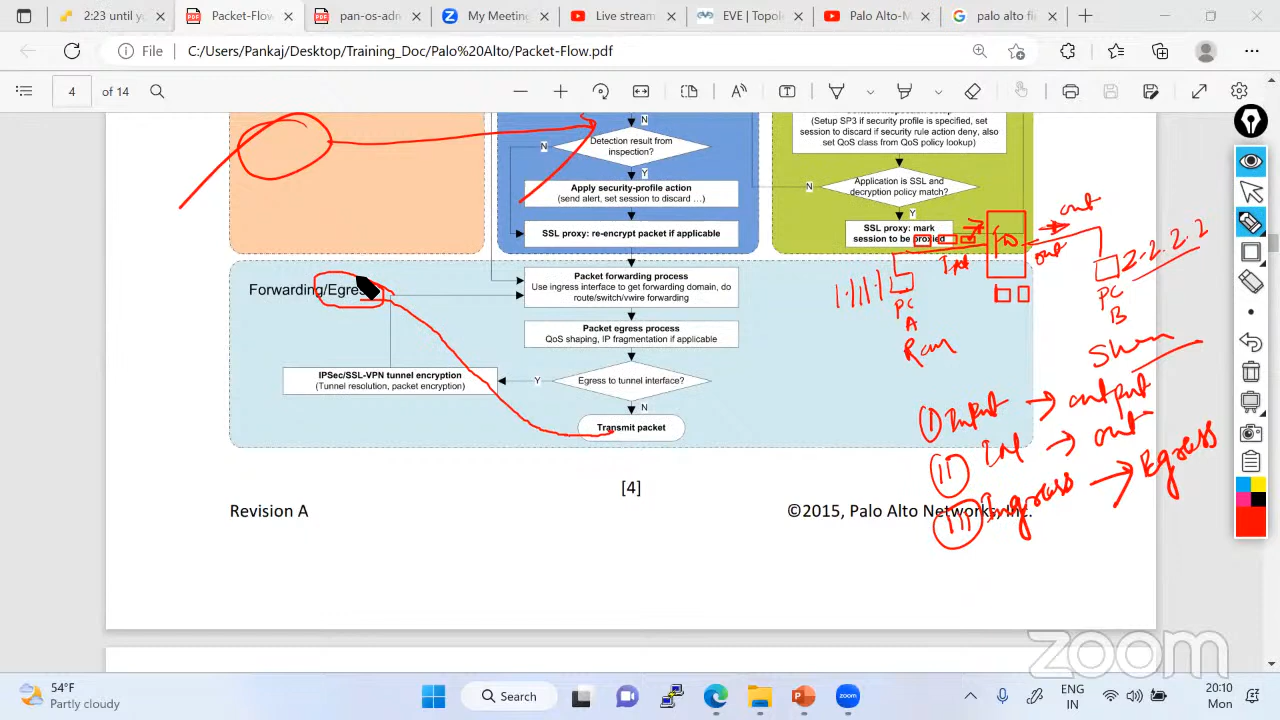 2:23 untity
Packet-Flow
pan-os-adn
My Meeting
Live stream
EVE | Topol
Palo Alto-M
palo alto fi
File
C:/Users/Pankaj/Desktop/Training_Doc/Palo%20Alto/Packet-Flow.pdf
4
of 14
N
Detection result from
inspection?
N
Y
Apply security-profile action
(send alert, set session to discard ...)
SSL proxy: re-encrypt packet if applicable
(Setup SP3 if security profile is specified, set
session to discard if security rule action deny, also
set QoS class from QoS policy lookup)
Application is SSL and
decryption policy match?
N
Y
SSL proxy: mark
session to be proxied
out
Int
out
2.2.2.2
PC
A
Ram
PC
B
Forwarding/Egress
Packet forwarding process
Use ingress interface to get forwarding domain, do
route/switch/vwire forwarding
Packet egress process
QoS shaping, IP fragmentation if applicable
IPSec/SSL-VPN tunnel encryption
(Tunnel resolution, packet encryption)
Y
Egress to tunnel interface?
N
Transmit packet
I Input → output
II Int → out
III Ingress → Egress
[4]
Revision A
©2015, Palo Alto Networks, Inc.
zoom
54°F
Partly cloudy
Search
zoom
ENG
IN
20:10
Mon